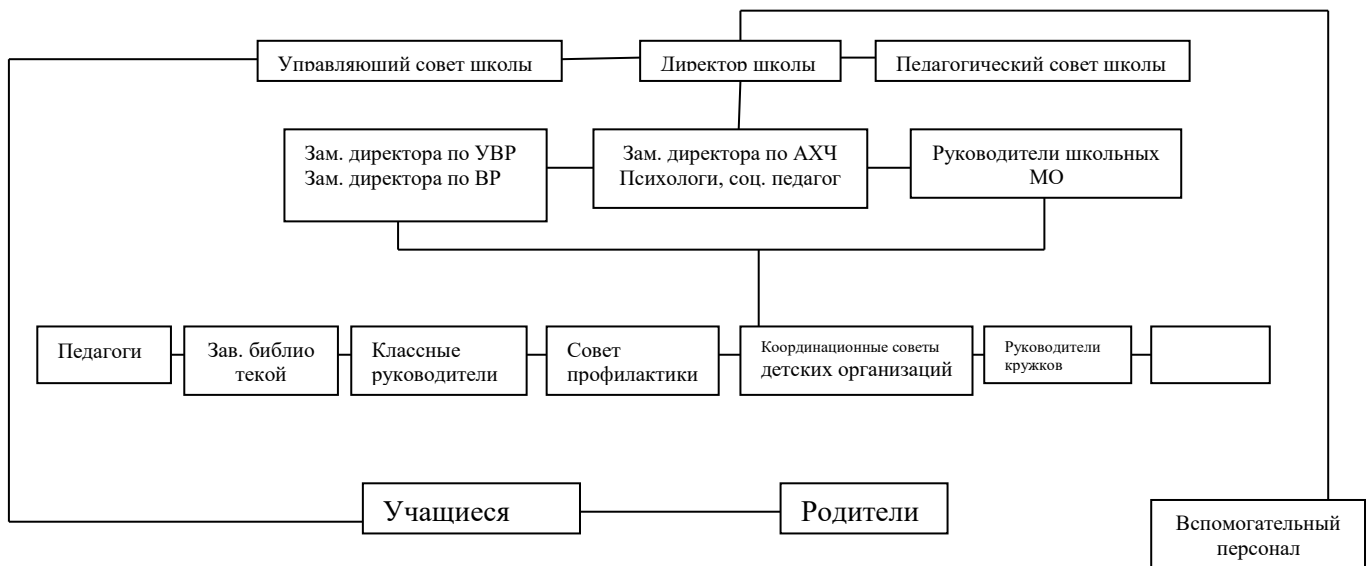 Управляющий совет школы
Директор школы
Педагогический совет школы
Зам. директора по УВР
Зам. директора по ВР
Зам. директора по АХЧ
Психологи, соц. педагог
Руководители школьных
МО
Педагоги
Зав. библио
текой
Классные
руководители
Совет
профилактики
Координационные советы
детских организаций
Руководители
кружков
Учащиеся
Родители
Вспомогательный
персонал